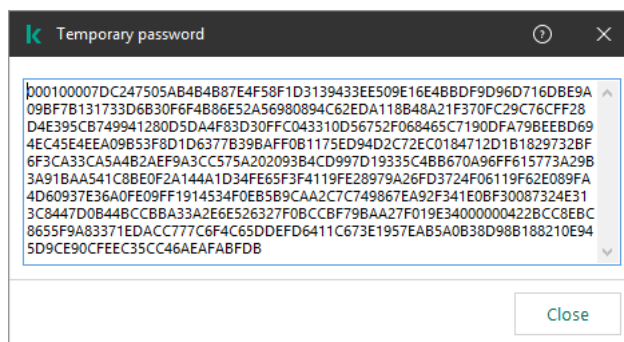 Temporary password
000100007DC247505AB4B4B87E4F58F1D3139433EE509E16E4BBDF9D96D716DBE9A
09BF7B131733D6B30F6F4B86E52A56980894C62EDA118B48A21F370FC29C76CFF28
D4E395CB749941280D5DA4F83D30FFC043310D56752F068465C7190DFA79BEEBD69
4EC45E4EEA09B53F8D1D6377B39BAFF0B1175ED94D2C72EC0184712D1B1829732BF
6F3CA33CA5A4B2AEF9A3CC575A202093B4CD997D19335C4BB670A96FF615773A29B
3A91BAA541C8BE0F2A144A1D34FE65F3F4119FE28979A26FD3724F06119F62E089FA
4D60937E36A0FE09FF1914534F0EB5B9CAA2C7C749867EA92F341E0BF30087324E31
3C8447D0B44BCCBBA33A2E6E526327F0BCCBF79BAA27F019E34000000422BCC8EBC
8655F9A83371EDACC777C6F4C65DDEFD6411C673E1957EAB5A0B38D98B188210E94
5D9CE90CFEEC35CC46AEAFABFDB
Close